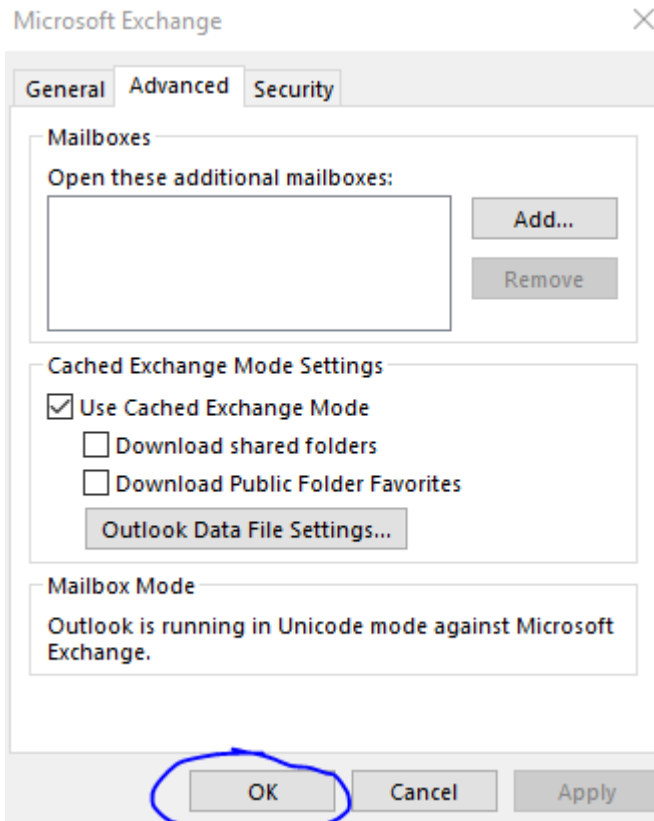 Microsoft Exchange
General Advanced Security
Mailboxes
Open these additional mailboxes:
Add...
Remove
Cached Exchange Mode Settings
Use Cached Exchange Mode
Download shared folders
Download Public Folder Favorites
Outlook Data File Settings...
Mailbox Mode
Outlook is running in Unicode mode against Microsoft
Exchange.
OK Cancel Apply